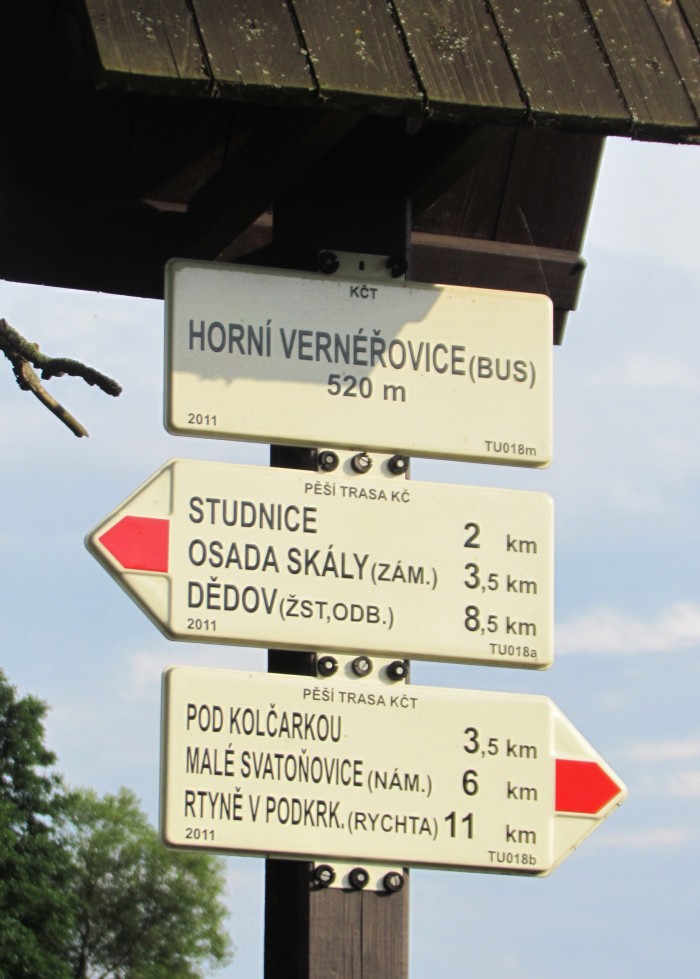 KČT
HORNÍ VERNÉŘOVICE(BUS)
520 m
2011 TU018m
PĚŠÍ TRASA KČ
STUDNICE 2 km
OSADA SKÁLY(ZÁM.) 3,5 km
DĚDOV(ŽST,ODB.) 8,5 km
2011 TU018a
PĚŠÍ TRASA KČT
POD KOLČARKOU 3,5 km
MALÉ SVATOŇOVICE(NÁM.) 6 km
RTYNĚ V PODKRK.(RYCHTA) 11 km
2011 TU018b